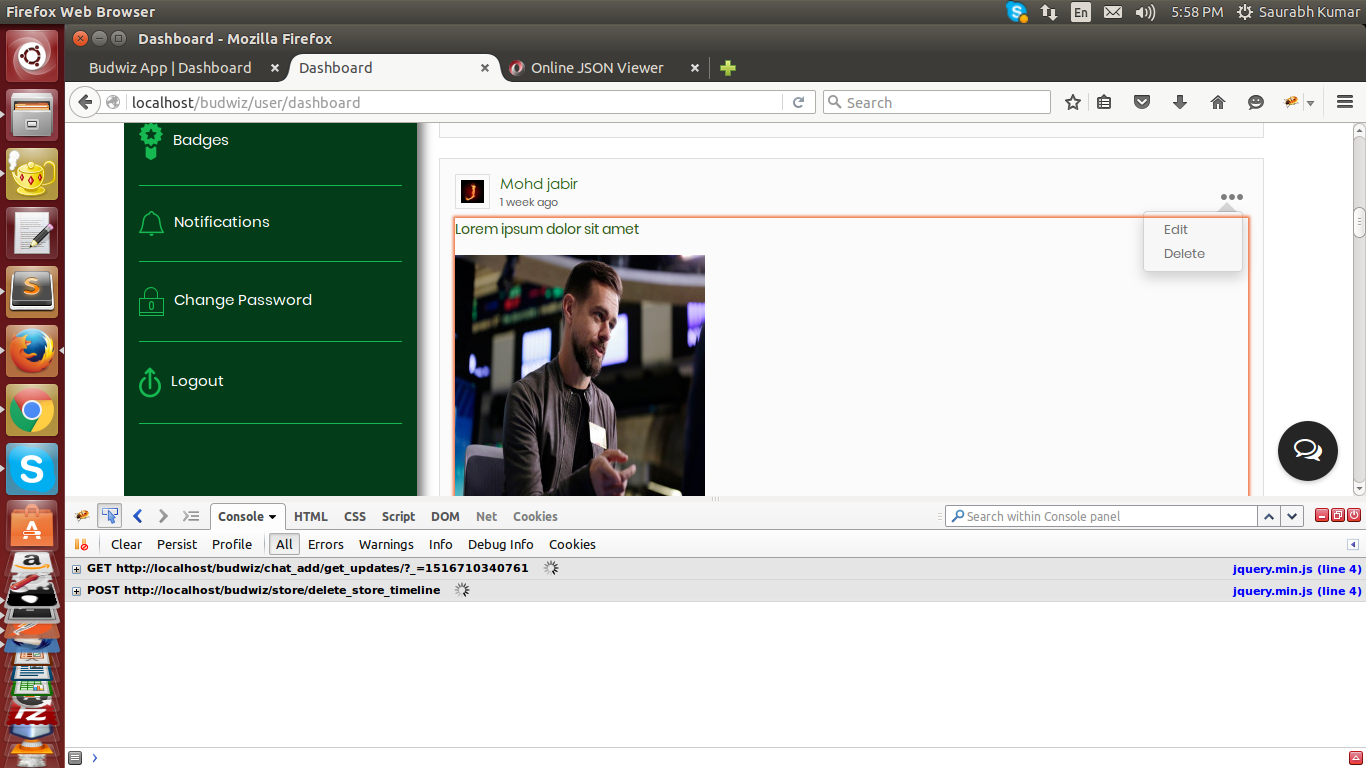 Firefox Web Browser
En
5:58 PM
Saurabh Kumar
Dashboard - Mozilla Firefox
Budwiz App | Dashboard
Dashboard
Online JSON Viewer
localhost/budwiz/user/dashboard
Search
Badges
Notifications
Change Password
Logout
Mohd jabir
1 week ago
Edit
Delete
Lorem ipsum dolor sit amet
Console
HTML
CSS
Script
DOM
Net
Cookies
Search within Console panel
Clear
Persist
Profile
All
Errors
Warnings
Info
Debug Info
Cookies
GET http://localhost/budwiz/chat_add/get_updates/?_=1516710340761
jquery.min.js (line 4)
POST http://localhost/budwiz/store/delete_store_timeline
jquery.min.js (line 4)